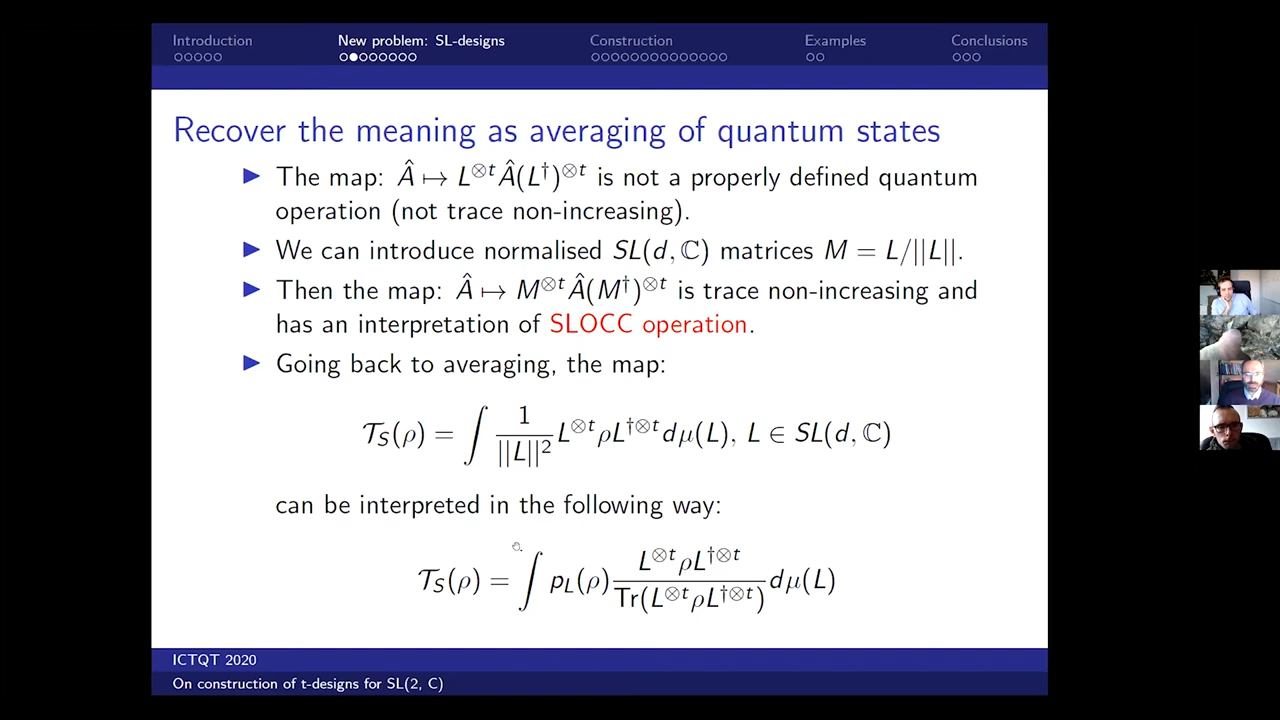 Introduction New problem: SL-designs Construction Examples Conclusions
Recover the meaning as averaging of quantum states
The map: Â ↦ L^{⊗t}Â(L^†)^{⊗t} is not a properly defined quantum
operation (not trace non-increasing).
We can introduce normalised SL(d, ℂ) matrices M = L/||L||.
Then the map: Â ↦ M^{⊗t}Â(M^†)^{⊗t} is trace non-increasing and
has an interpretation of SLOCC operation.
Going back to averaging, the map:
𝒯_S(ρ) = ∫ \frac{1}{||L||^2} L^{⊗t}ρL^{†⊗t}dμ(L), L ∈ SL(d, ℂ)
can be interpreted in the following way:
𝒯_S(ρ) = ∫ p_L(ρ) \frac{L^{⊗t}ρL^{†⊗t}}{Tr(L^{⊗t}ρL^{†⊗t})} dμ(L)
ICTQT 2020
On construction of t-designs for SL(2, C)